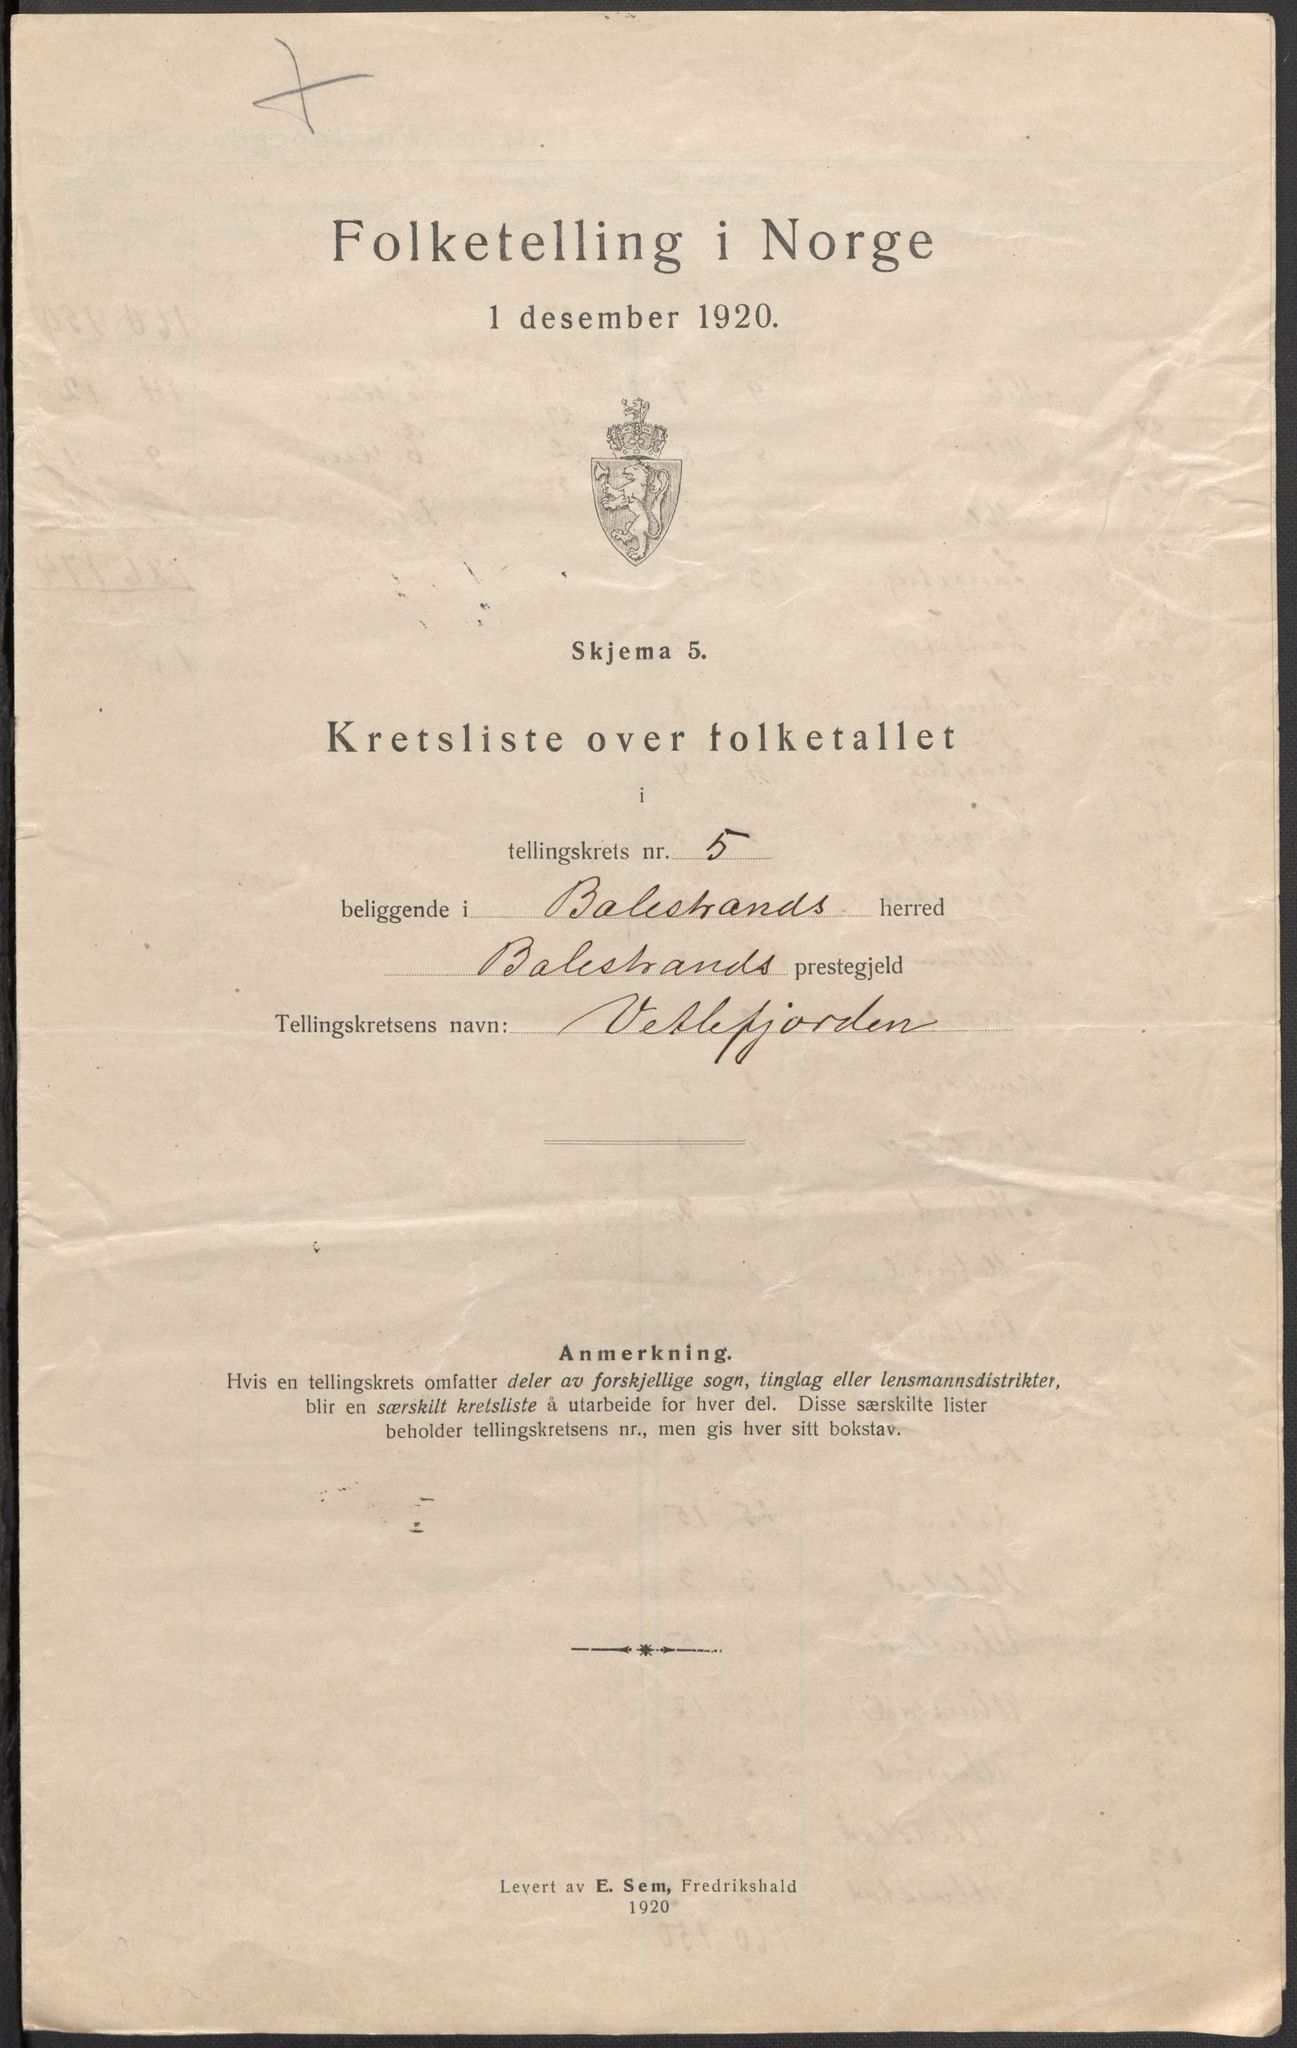 Folketelling i Norge
1 desember 1920.
Skjema 5.
Kretsliste over folketallet
i
tellingskrets nr. 5
beliggende i Balestrands herred
Balestrands prestegjeld
Tellingskretsens navn: Vetlefjorden
Anmerkning.
Hvis en tellingskrets omfatter deler av forskjellige sogn, tinglag eller lensmannsdistrikter,
blir en særskilt kretsliste å utarbeide for hver del. Disse særskilte lister
beholder tellingskretsens nr., men gis hver sitt bokstav.
Levert av E. Sem, Fredrikshald
1920